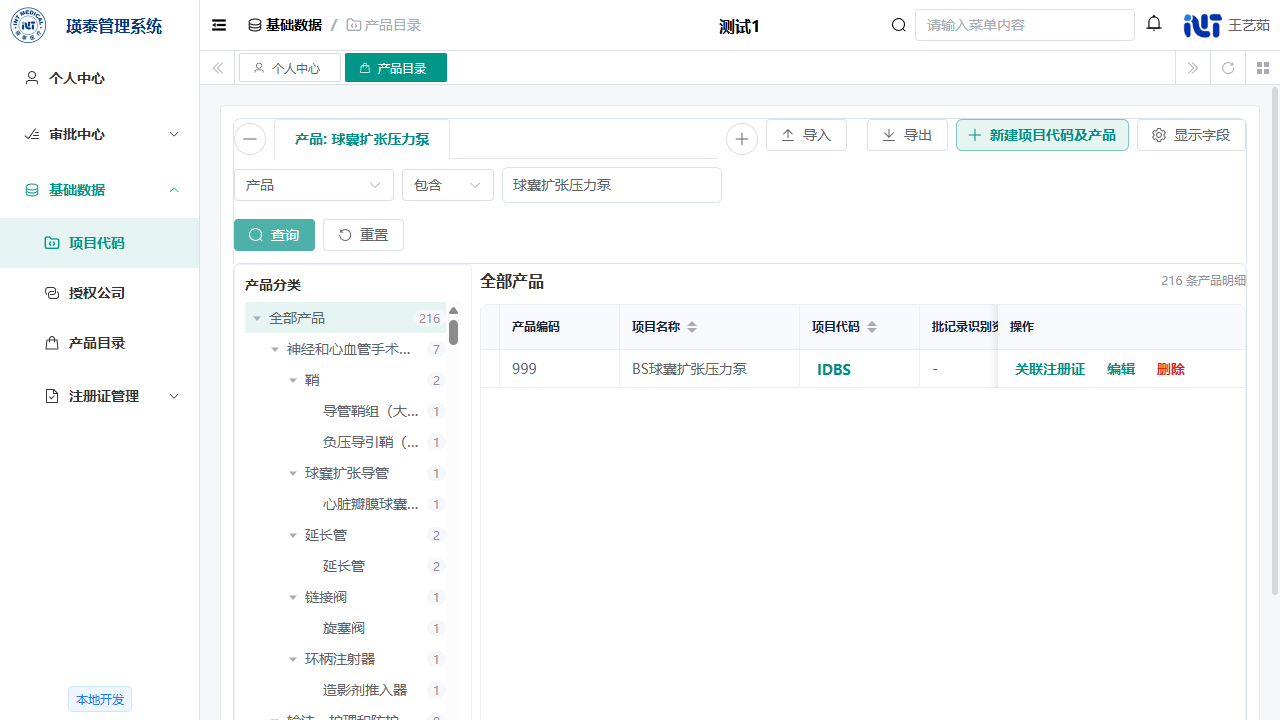 瑛泰管理系统
基础数据 / 产品目录
测试1
请输入菜单内容
王艺茹
个人中心
审批中心
基础数据
项目代码
授权公司
产品目录
注册证管理
本地开发
个人中心
产品目录
产品: 球囊扩张压力泵
导入
导出
新建项目代码及产品
显示字段
产品
包含
球囊扩张压力泵
查询
重置
产品分类
全部产品 216
神经和心血管手术... 7
鞘 2
导管鞘组（大... 1
负压导引鞘（... 1
球囊扩张导管 1
心脏瓣膜球囊... 1
延长管 2
延长管 2
链接阀 1
旋塞阀 1
环柄注射器 1
造影剂推入器 1
全部产品
216 条产品明细
产品编码 项目名称 项目代码 批记录识别 操作
999 BS球囊扩张压力泵 IDBS - 关联注册证 编辑 删除